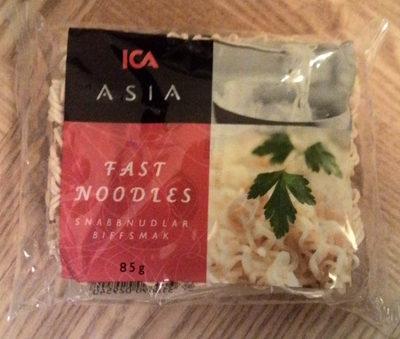 ICA
ASIA
FAST
NOODLES
SNABBNUDLAR
BIFFSMAK
85g